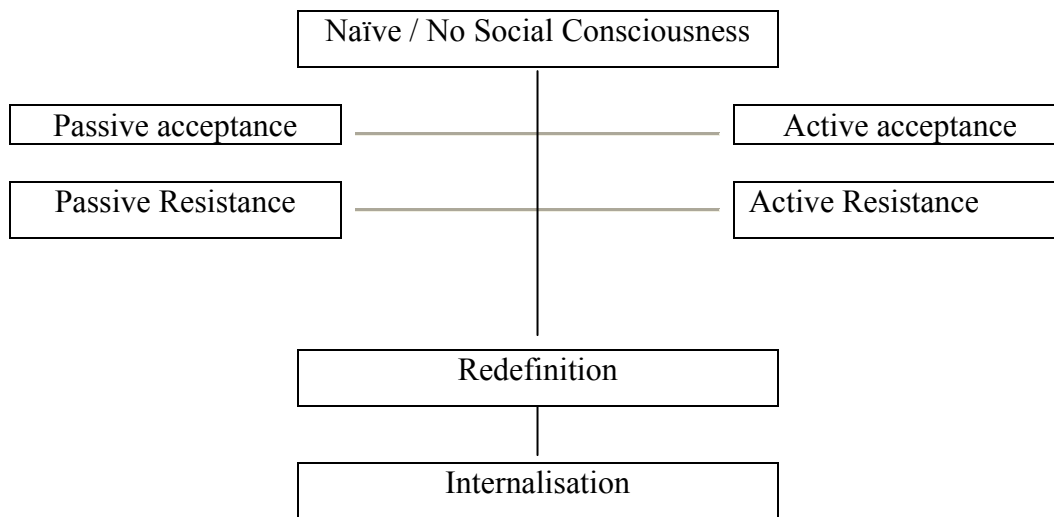 Naïve / No Social Consciousness
Passive acceptance
Active acceptance
Passive Resistance
Active Resistance
Redefinition
Internalisation